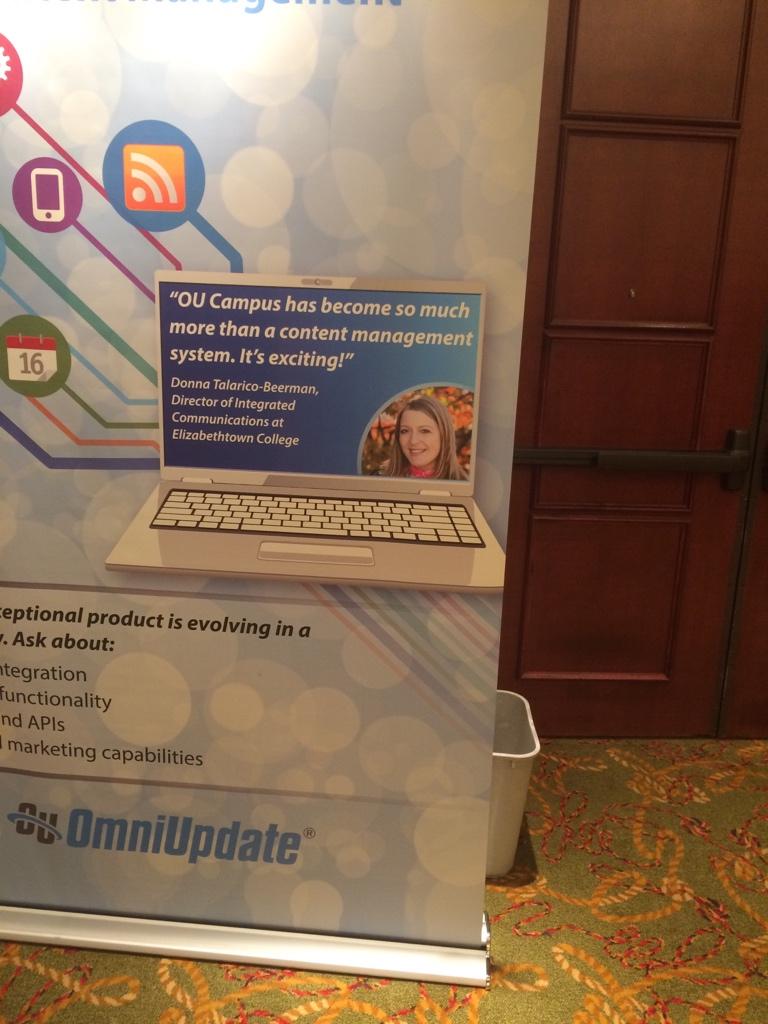 management
16
"OU Campus has become so much
more than a content management
system. It's exciting!"
Donna Talarico-Beerman,
Director of Integrated
Communications at
Elizabethtown College
ceptional product is evolving in a
. Ask about:
ntegration
functionality
nd APIs
marketing capabilities
OU OmniUpdate®